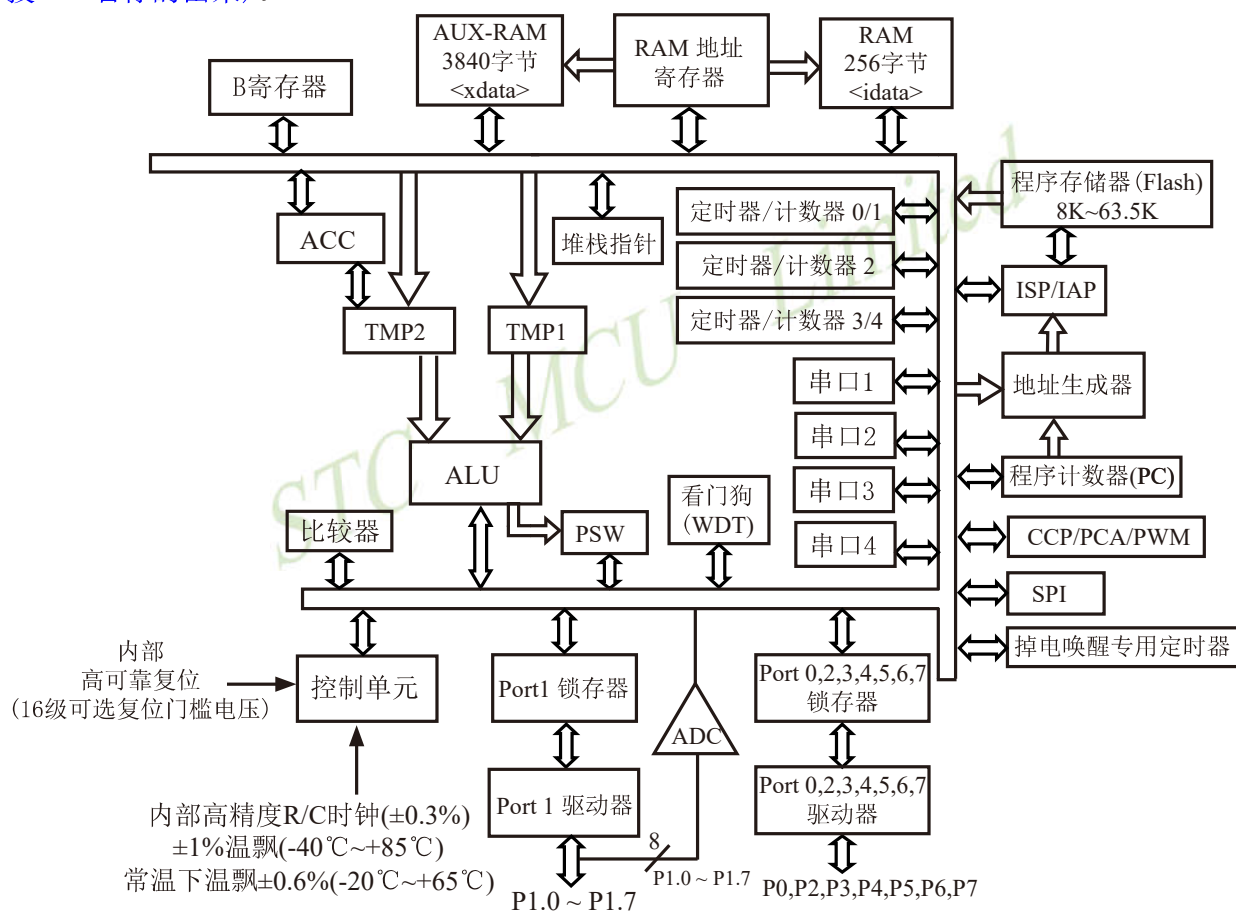 AUX-RAM
3840字节
<xdata>
RAM 地址
寄存器
RAM
256字节
<idata>
B寄存器
程序存储器(Flash)
8K~63.5K
定时器/计数器 0/1
ACC
堆栈指针
定时器/计数器 2
ISP/IAP
TMP2
TMP1
定时器/计数器 3/4
串口1
地址生成器
串口2
ALU
看门狗
(WDT)
串口3
程序计数器(PC)
比较器
PSW
串口4
CCP/PCA/PWM
SPI
掉电唤醒专用定时器
内部
高可靠复位
(16级可选复位门槛电压)
控制单元
Port1 锁存器
ADC
Port 0,2,3,4,5,6,7
锁存器
Port 1 驱动器
Port 0,2,3,4,5,6,7
驱动器
内部高精度R/C时钟(±0.3%)
±1%温飘(-40℃~+85℃)
常温下温飘±0.6%(-20℃~+65℃)
8
P1.0 ~ P1.7
P1.0 ~ P1.7
P0,P2,P3,P4,P5,P6,P7
STC MCU Limited